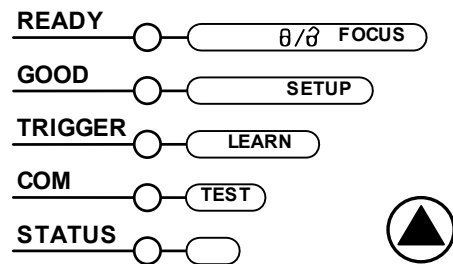 READY
FOCUS
GOOD
SETUP
TRIGGER
LEARN
COM
TEST
STATUS